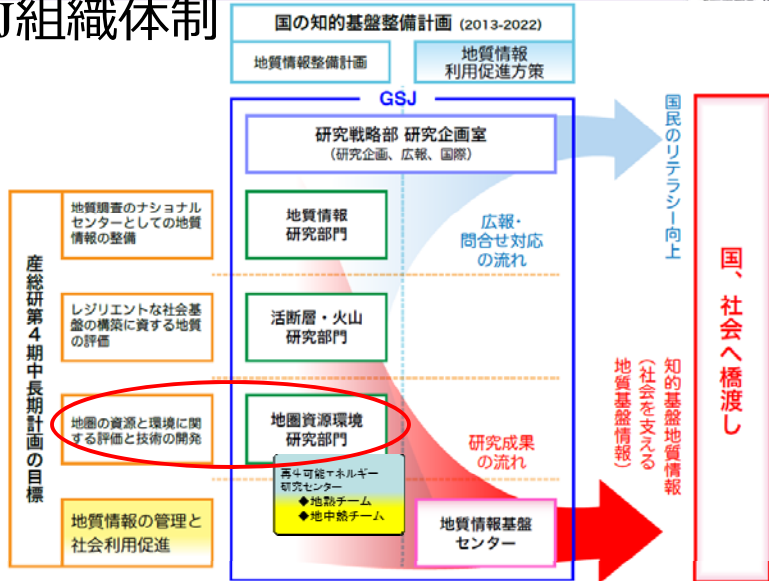 組織体制
国の知的基盤整備計画 (2013-2022)
地質情報整備計画
地質情報
利用促進方策
GSJ
研究戦略部 研究企画室
(研究企画、広報、国際)
産総研第4期中長期計画の目標
地質調査のナショナル
センターとしての地質
情報の整備
地質情報
研究部門
広報・
問合せ対応
の流れ
レジリエントな社会基
盤の構築に資する地質
の評価
活断層・火山
研究部門
地圏の資源と環境に関
する評価と技術の開発
地圏資源環境
研究部門
研究成果
の流れ
再生可能エネルギー
研究センター
◆地熱チーム
◆地中熱チーム
地質情報の管理と
社会利用促進
地質情報基盤
センター
国民のリテラシー向上
知的基盤地質情報
(社会を支える
地質基盤情報)
国、社会へ橋渡し